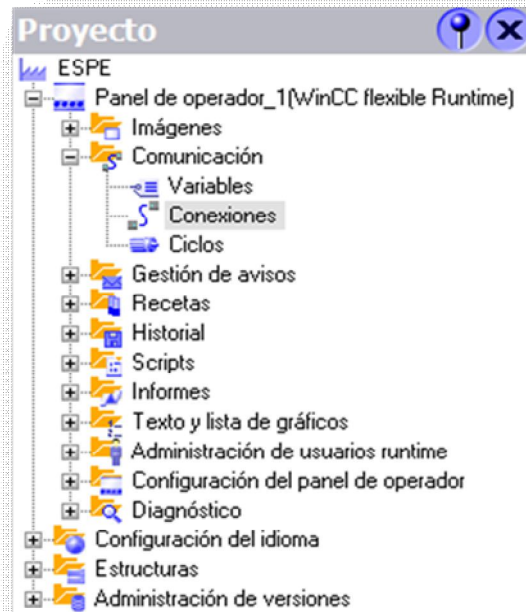 Proyecto
ESPE
Panel de operador_1(WinCC flexible Runtime)
Imágenes
Comunicación
Variables
Conexiones
Ciclos
Gestión de avisos
Recetas
Historial
Scripts
Informes
Texto y lista de gráficos
Administración de usuarios runtime
Configuración del panel de operador
Diagnóstico
Configuración del idioma
Estructuras
Administración de versiones